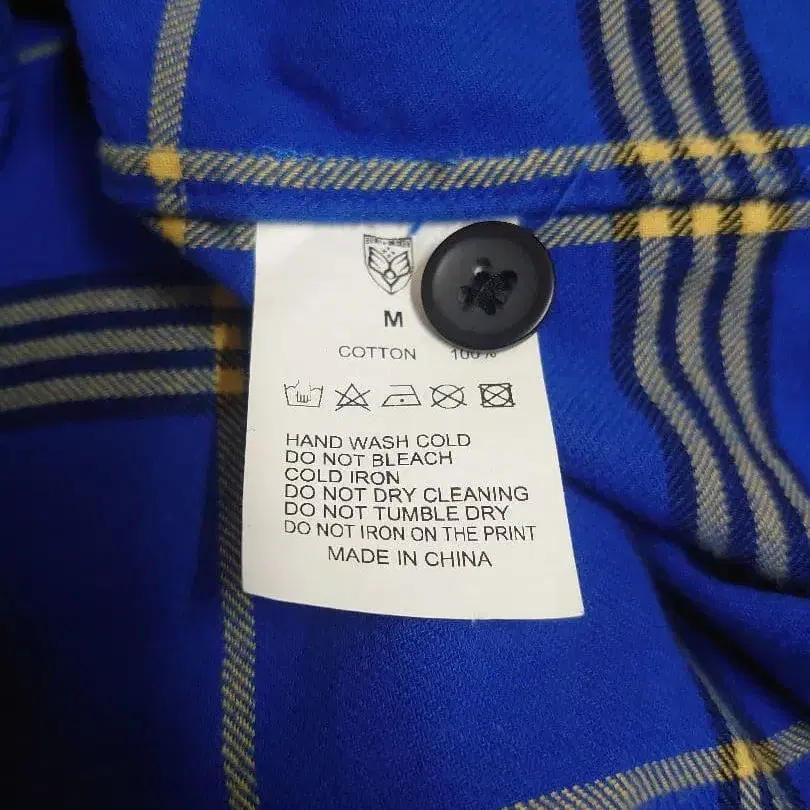 M
COTTON 100%
HAND WASH COLD
DO NOT BLEACH
COLD IRON
DO NOT DRY CLEANING
DO NOT TUMBLE DRY
DO NOT IRON ON THE PRINT
MADE IN CHINA